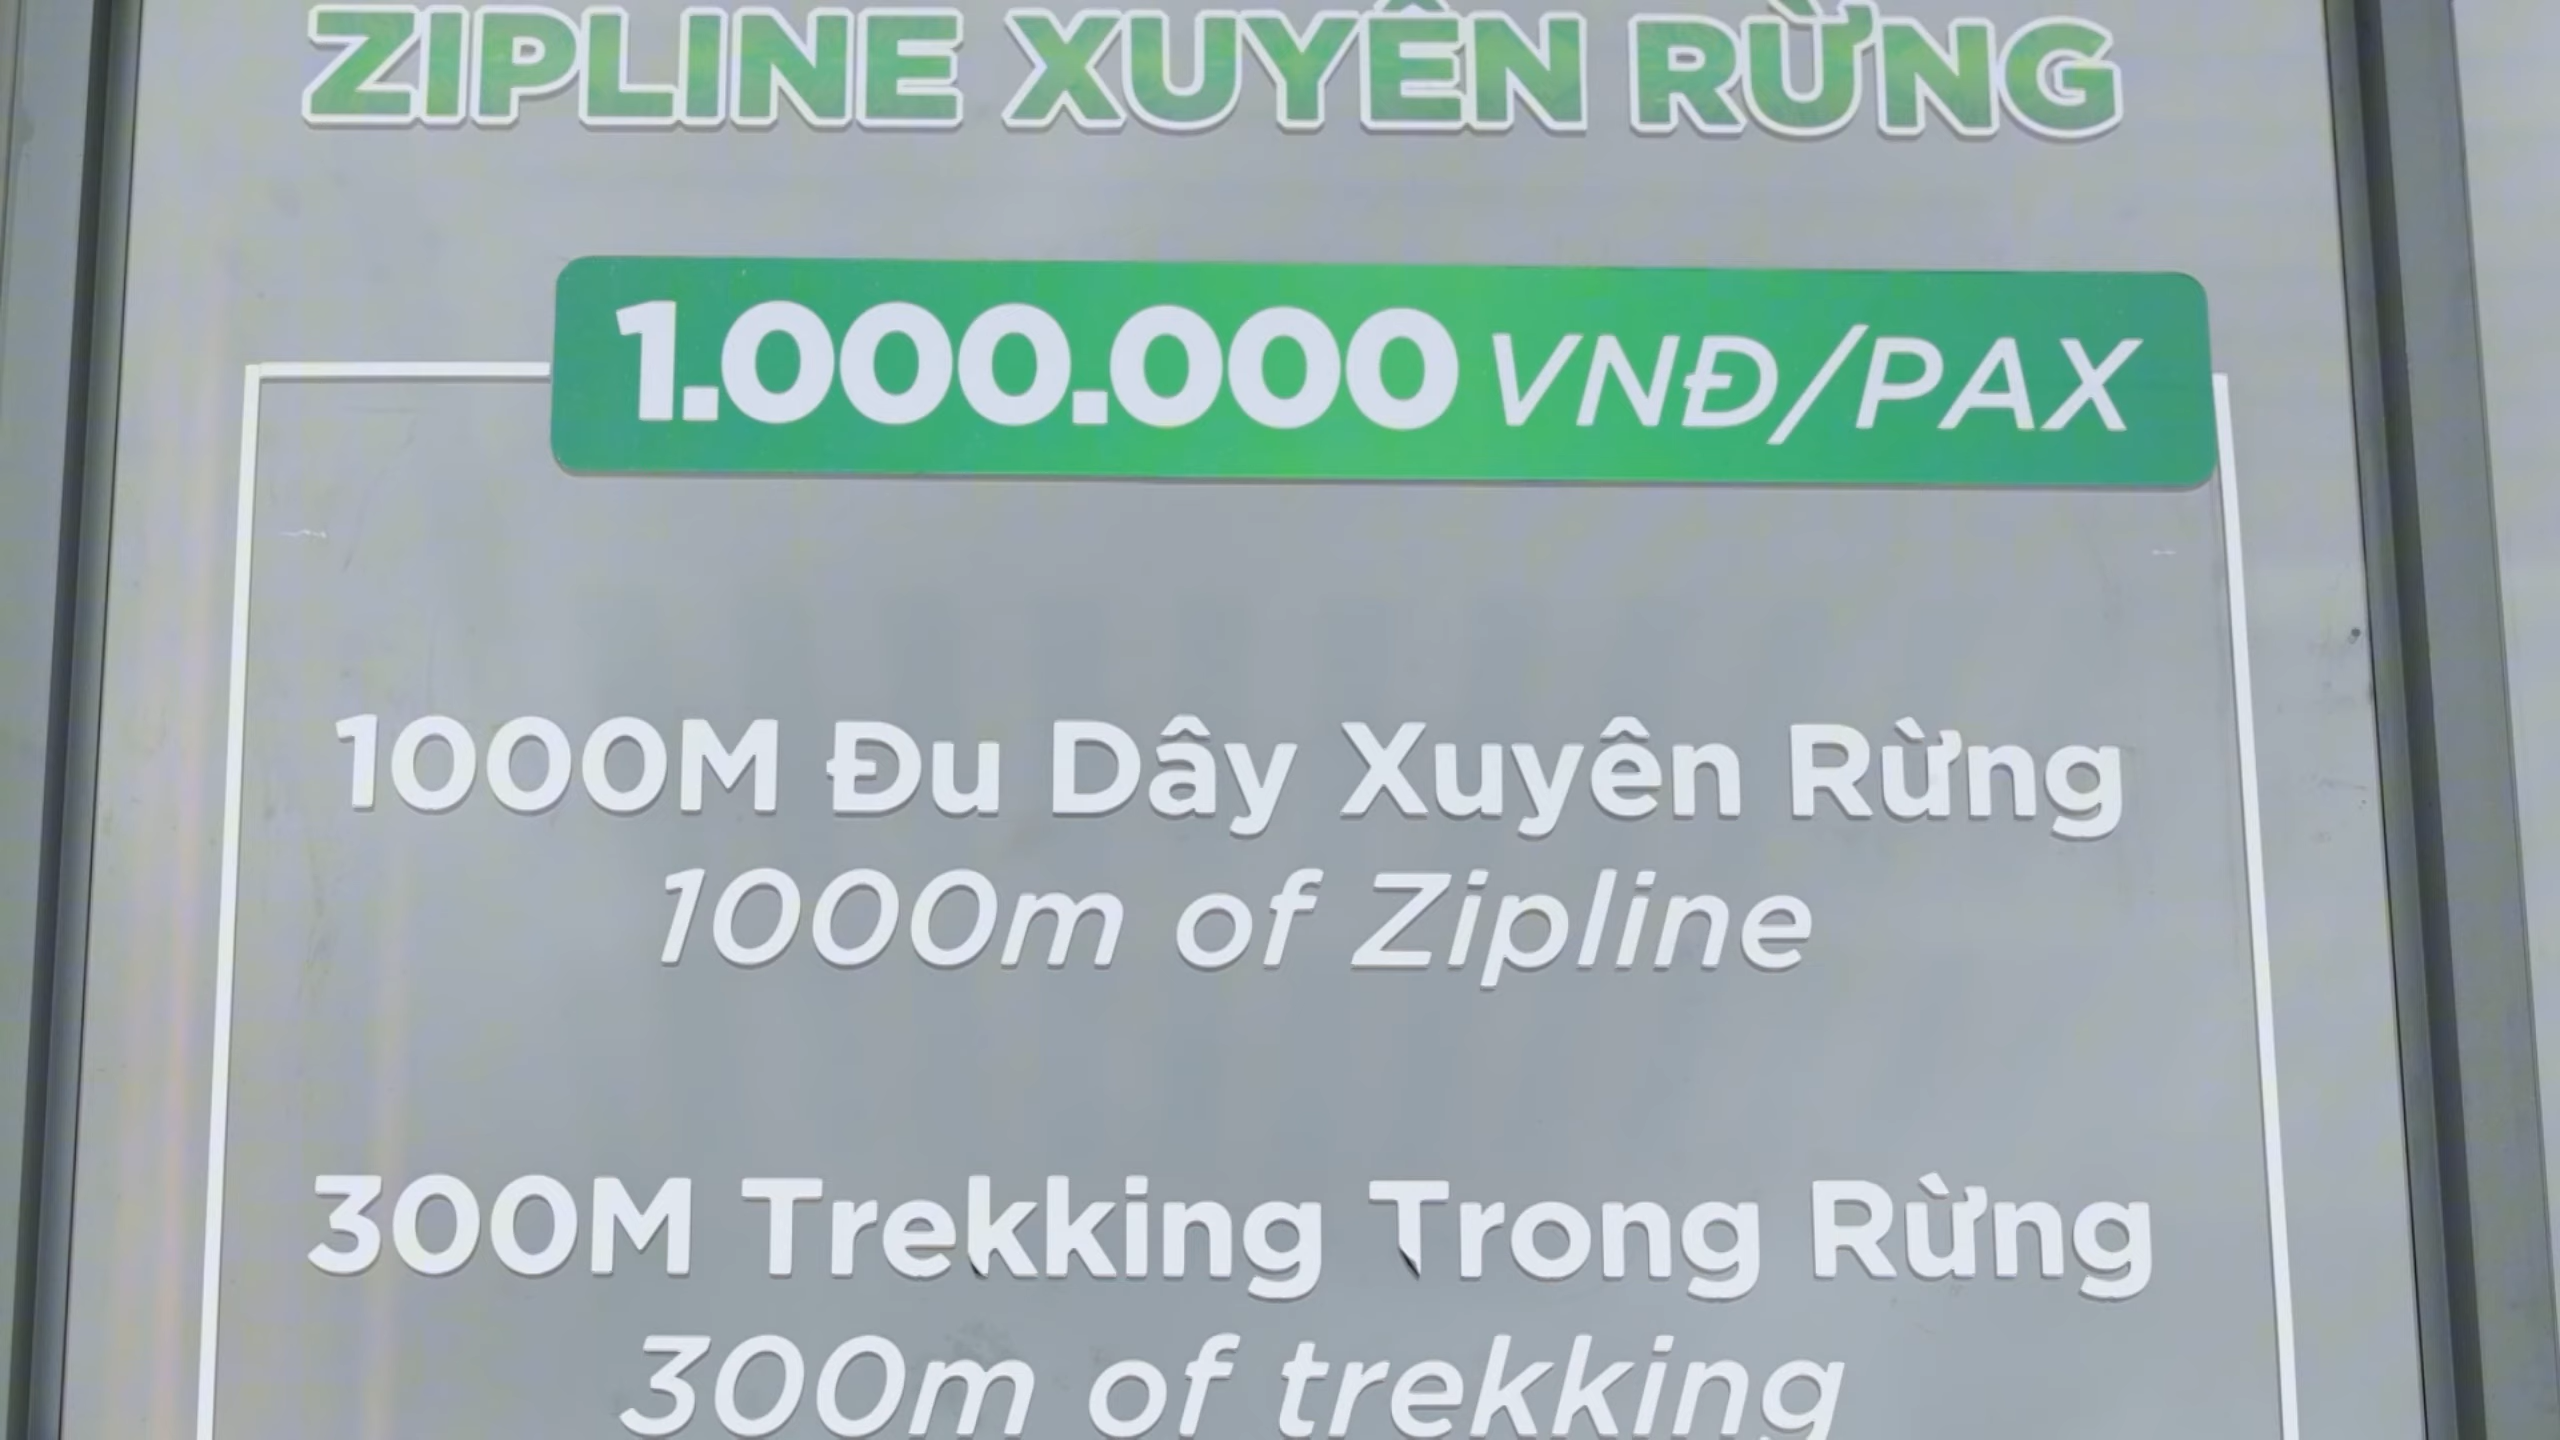 ZIPLINE XUYÊN RỪNG
1.000.000 VNĐ/PAX
1000M Đu Dây Xuyên Rừng
1000m of Zipline
300M Trekking Trong Rừng
300m of trekking